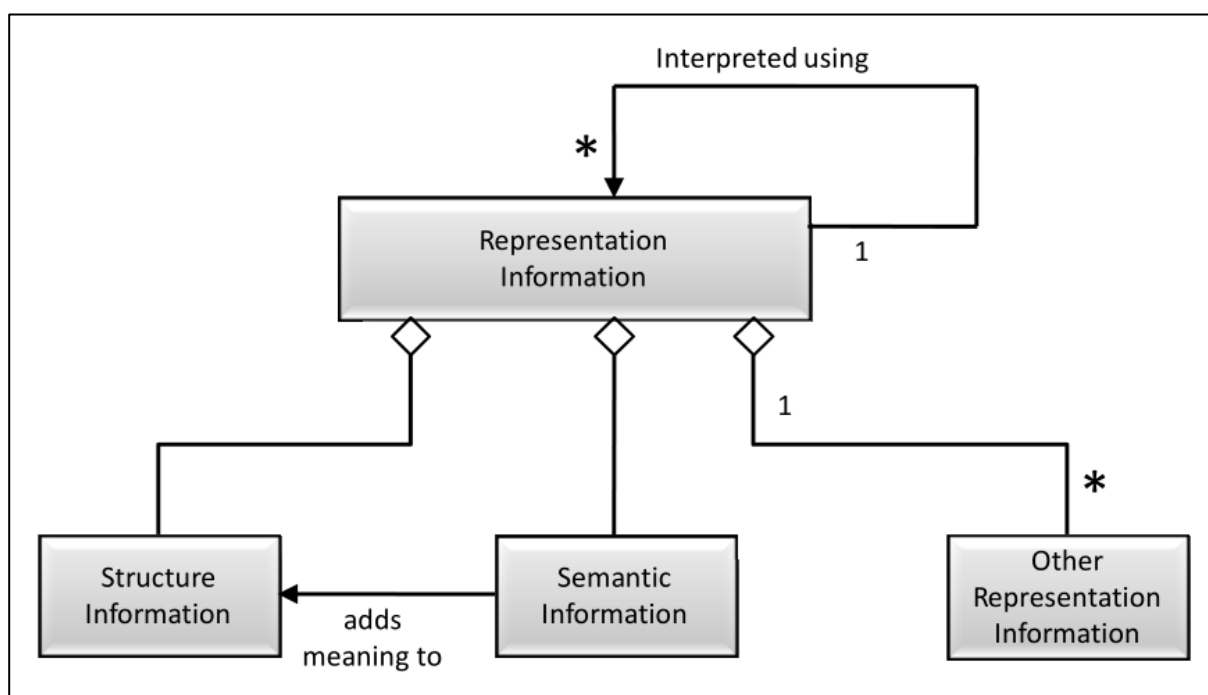 Interpreted using
*
Representation
Information
1
1
*
Structure
Information
Semantic
Information
Other
Representation
Information
adds
meaning to